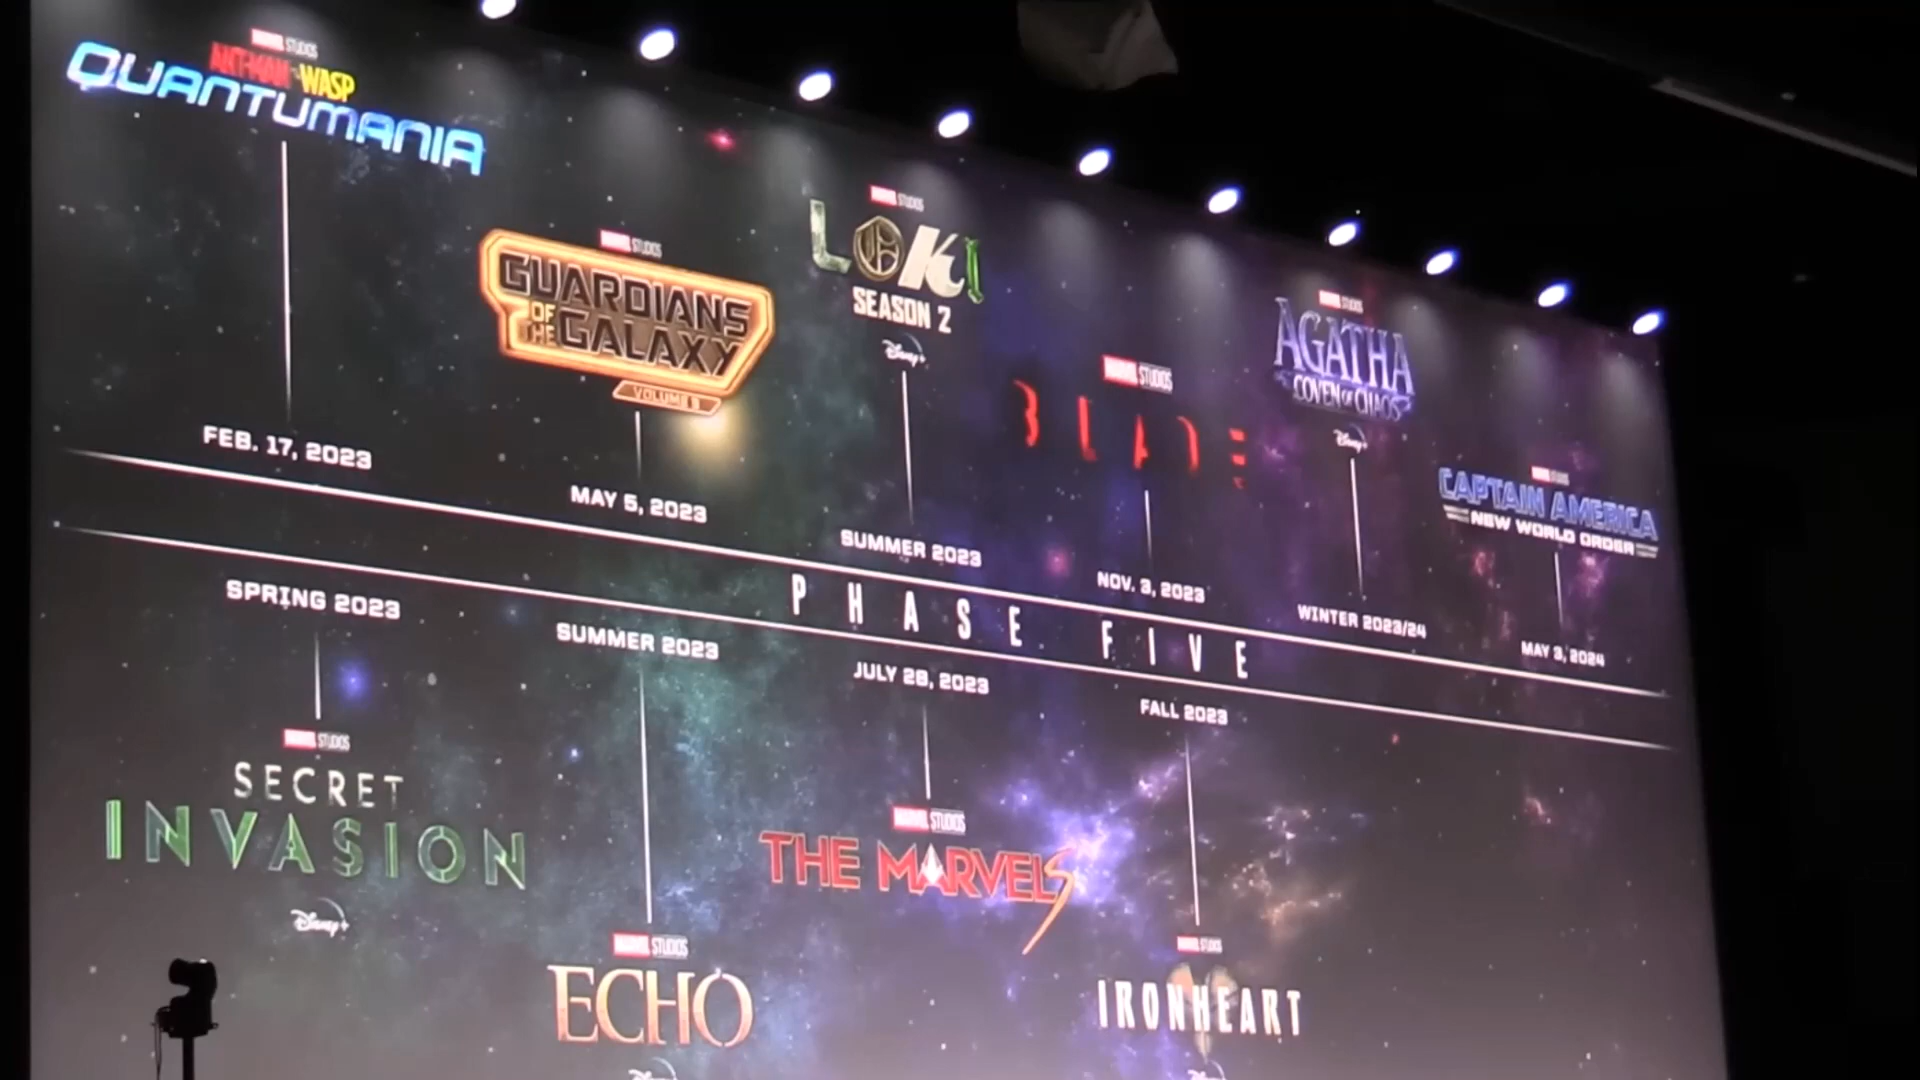 MARVEL STUDIOS
ANT-MAN AND THE WASP
QUANTUMANIA
FEB. 17, 2023
MARVEL STUDIOS
GUARDIANS
OF THE GALAXY
VOLUME 3
MAY 5, 2023
MARVEL STUDIOS
LOKI
SEASON 2
Disney+
SUMMER 2023
MARVEL STUDIOS
BLADE
NOV. 3, 2023
MARVEL STUDIOS
AGATHA
COVEN OF CHAOS
Disney+
WINTER 2023/24
MARVEL STUDIOS
CAPTAIN AMERICA
NEW WORLD ORDER
MAY 3, 2024
PHASE FIVE
SPRING 2023
MARVEL STUDIOS
SECRET
INVASION
Disney+
SUMMER 2023
MARVEL STUDIOS
ECHO
Disney+
JULY 28, 2023
MARVEL STUDIOS
THE MARVELS
FALL 2023
MARVEL STUDIOS
IRONHEART
Disney+